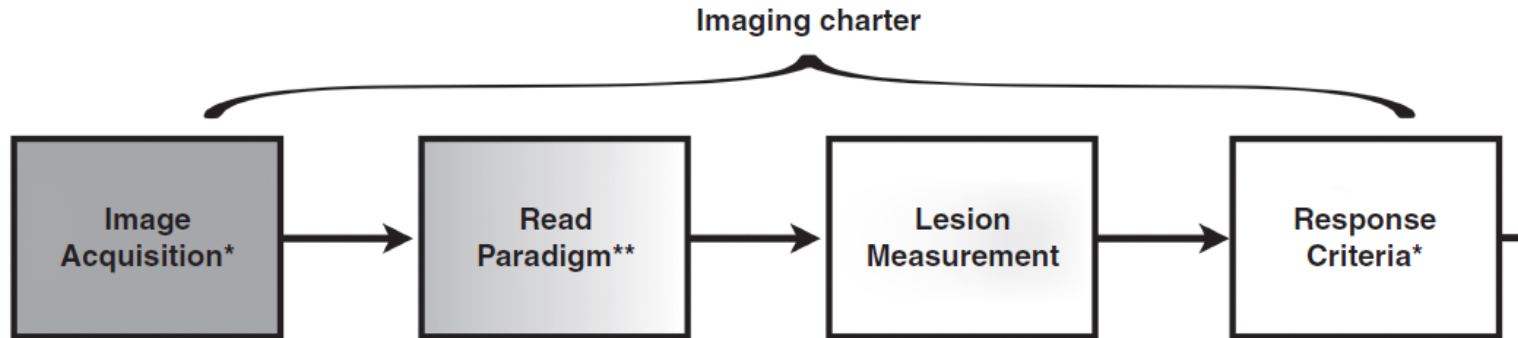 Imaging charter
Image
Acquisition*
Read
Paradigm**
Lesion
Measurement
Response
Criteria*